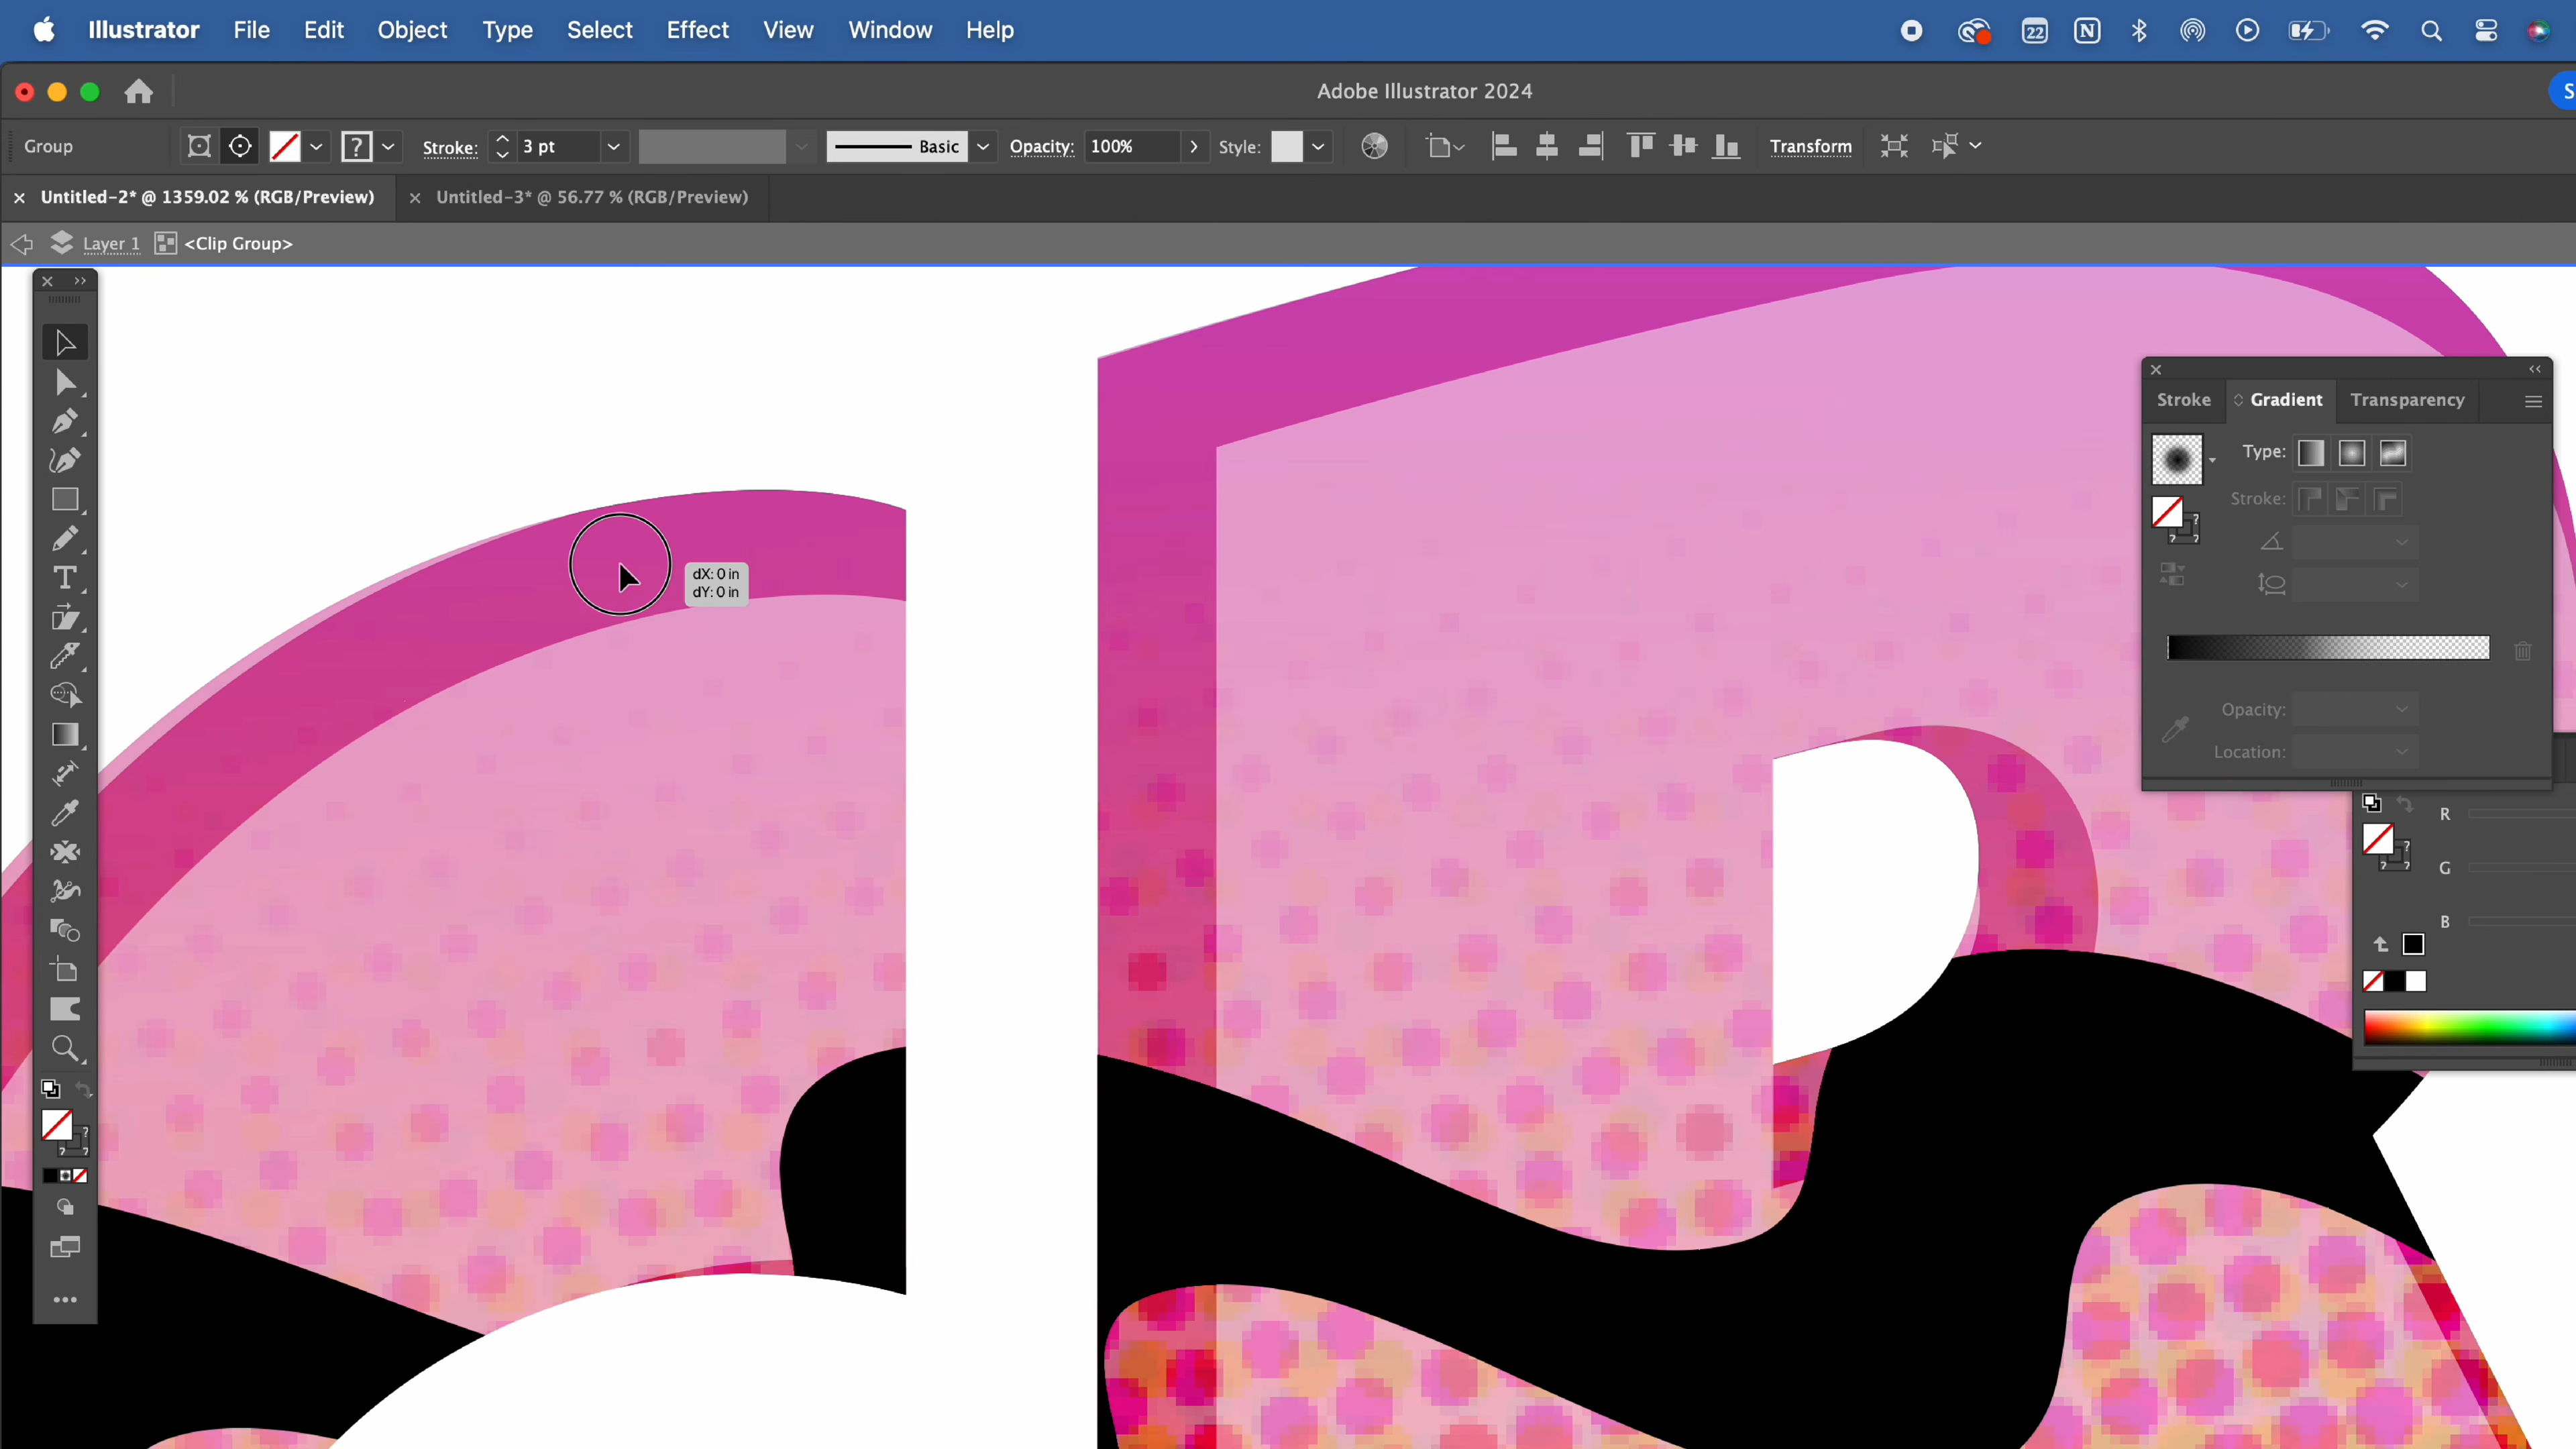 Illustrator File Edit Object Type Select Effect View Window Help
22
Adobe Illustrator 2024
Group Stroke: 3 pt Basic Opacity: 100% Style: Transform
Untitled-2* @ 1359.02 % (RGB/Preview) Untitled-3* @ 56.77 % (RGB/Preview)
Layer 1 <Clip Group>
dX: 0 in
dY: 0 in
Stroke Gradient Transparency
Type:
Stroke:
Opacity:
Location:
R
G
B